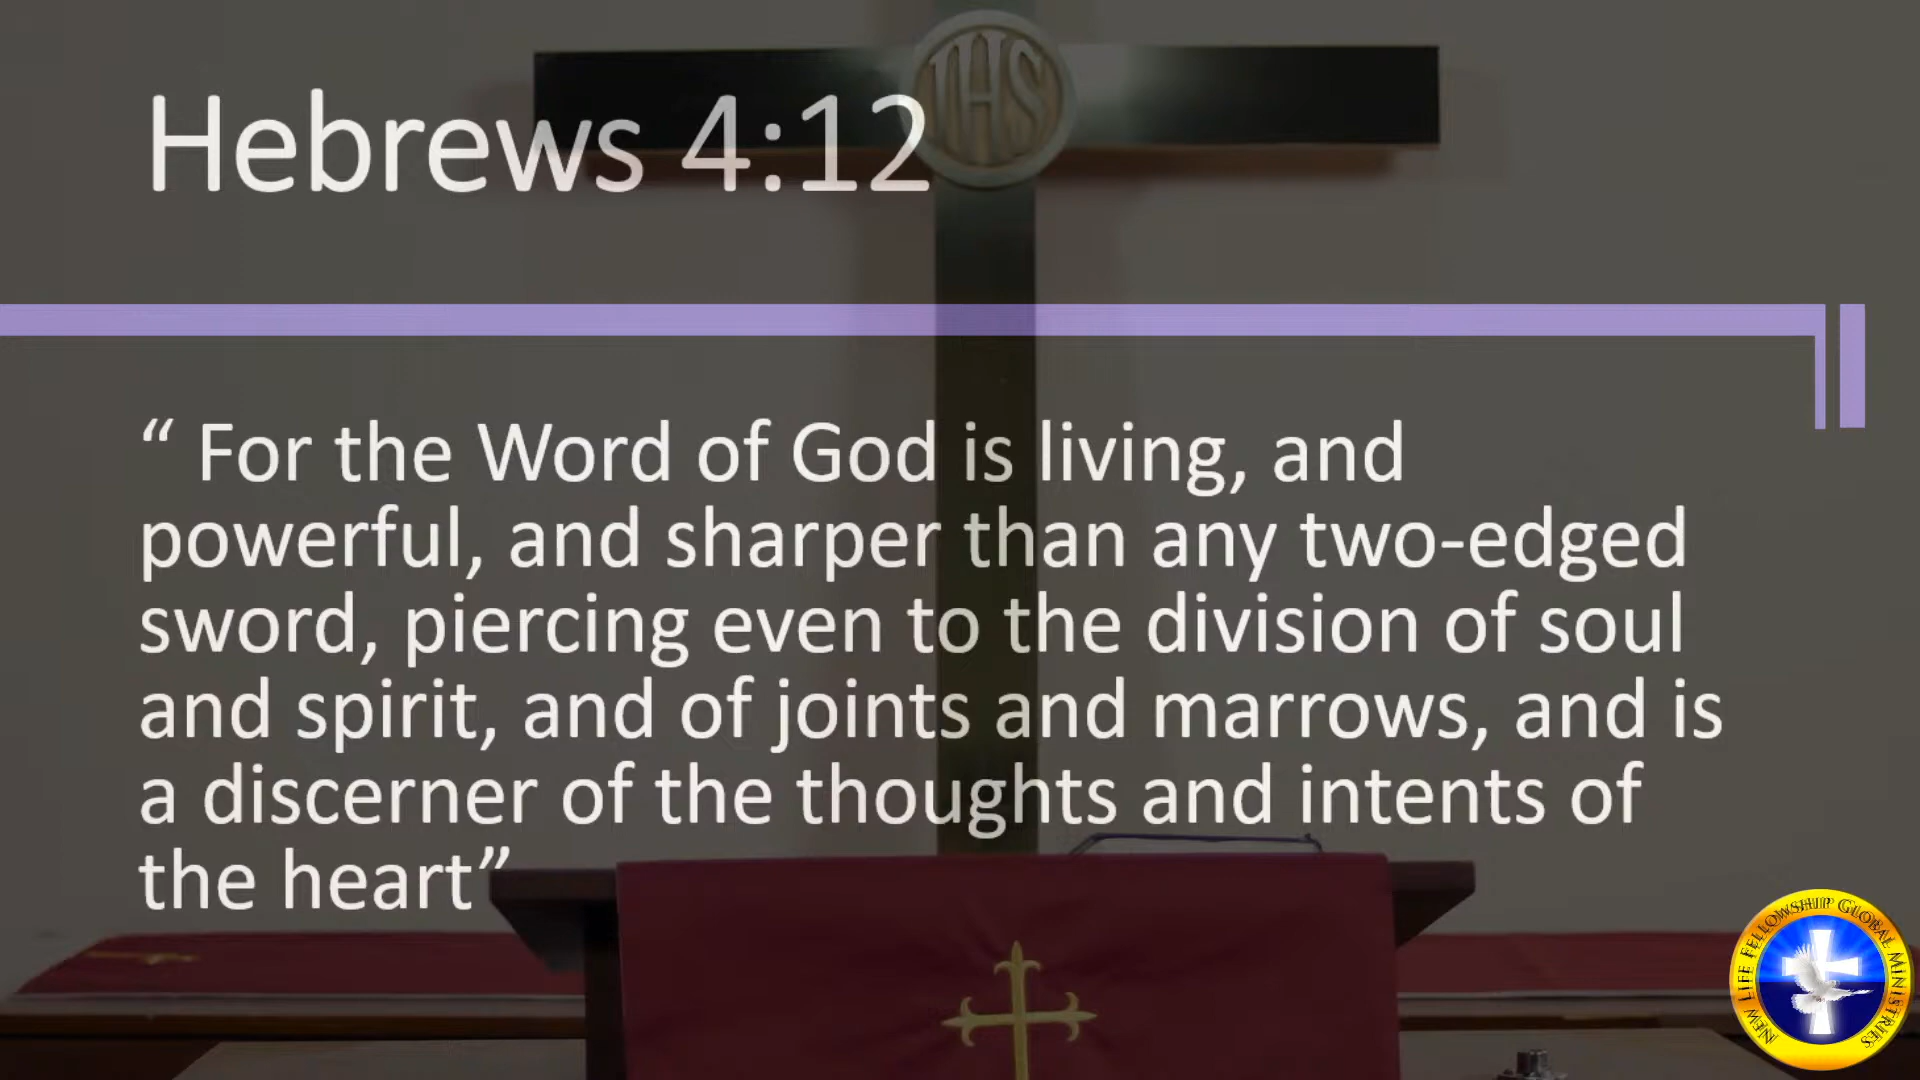 IHS
Hebrews 4:12
“ For the Word of God is living, and
powerful, and sharper than any two-edged
sword, piercing even to the division of soul
and spirit, and of joints and marrows, and is
a discerner of the thoughts and intents of
the heart”
NEW LIFE FELLOWSHIP GLOBAL MINISTRIES